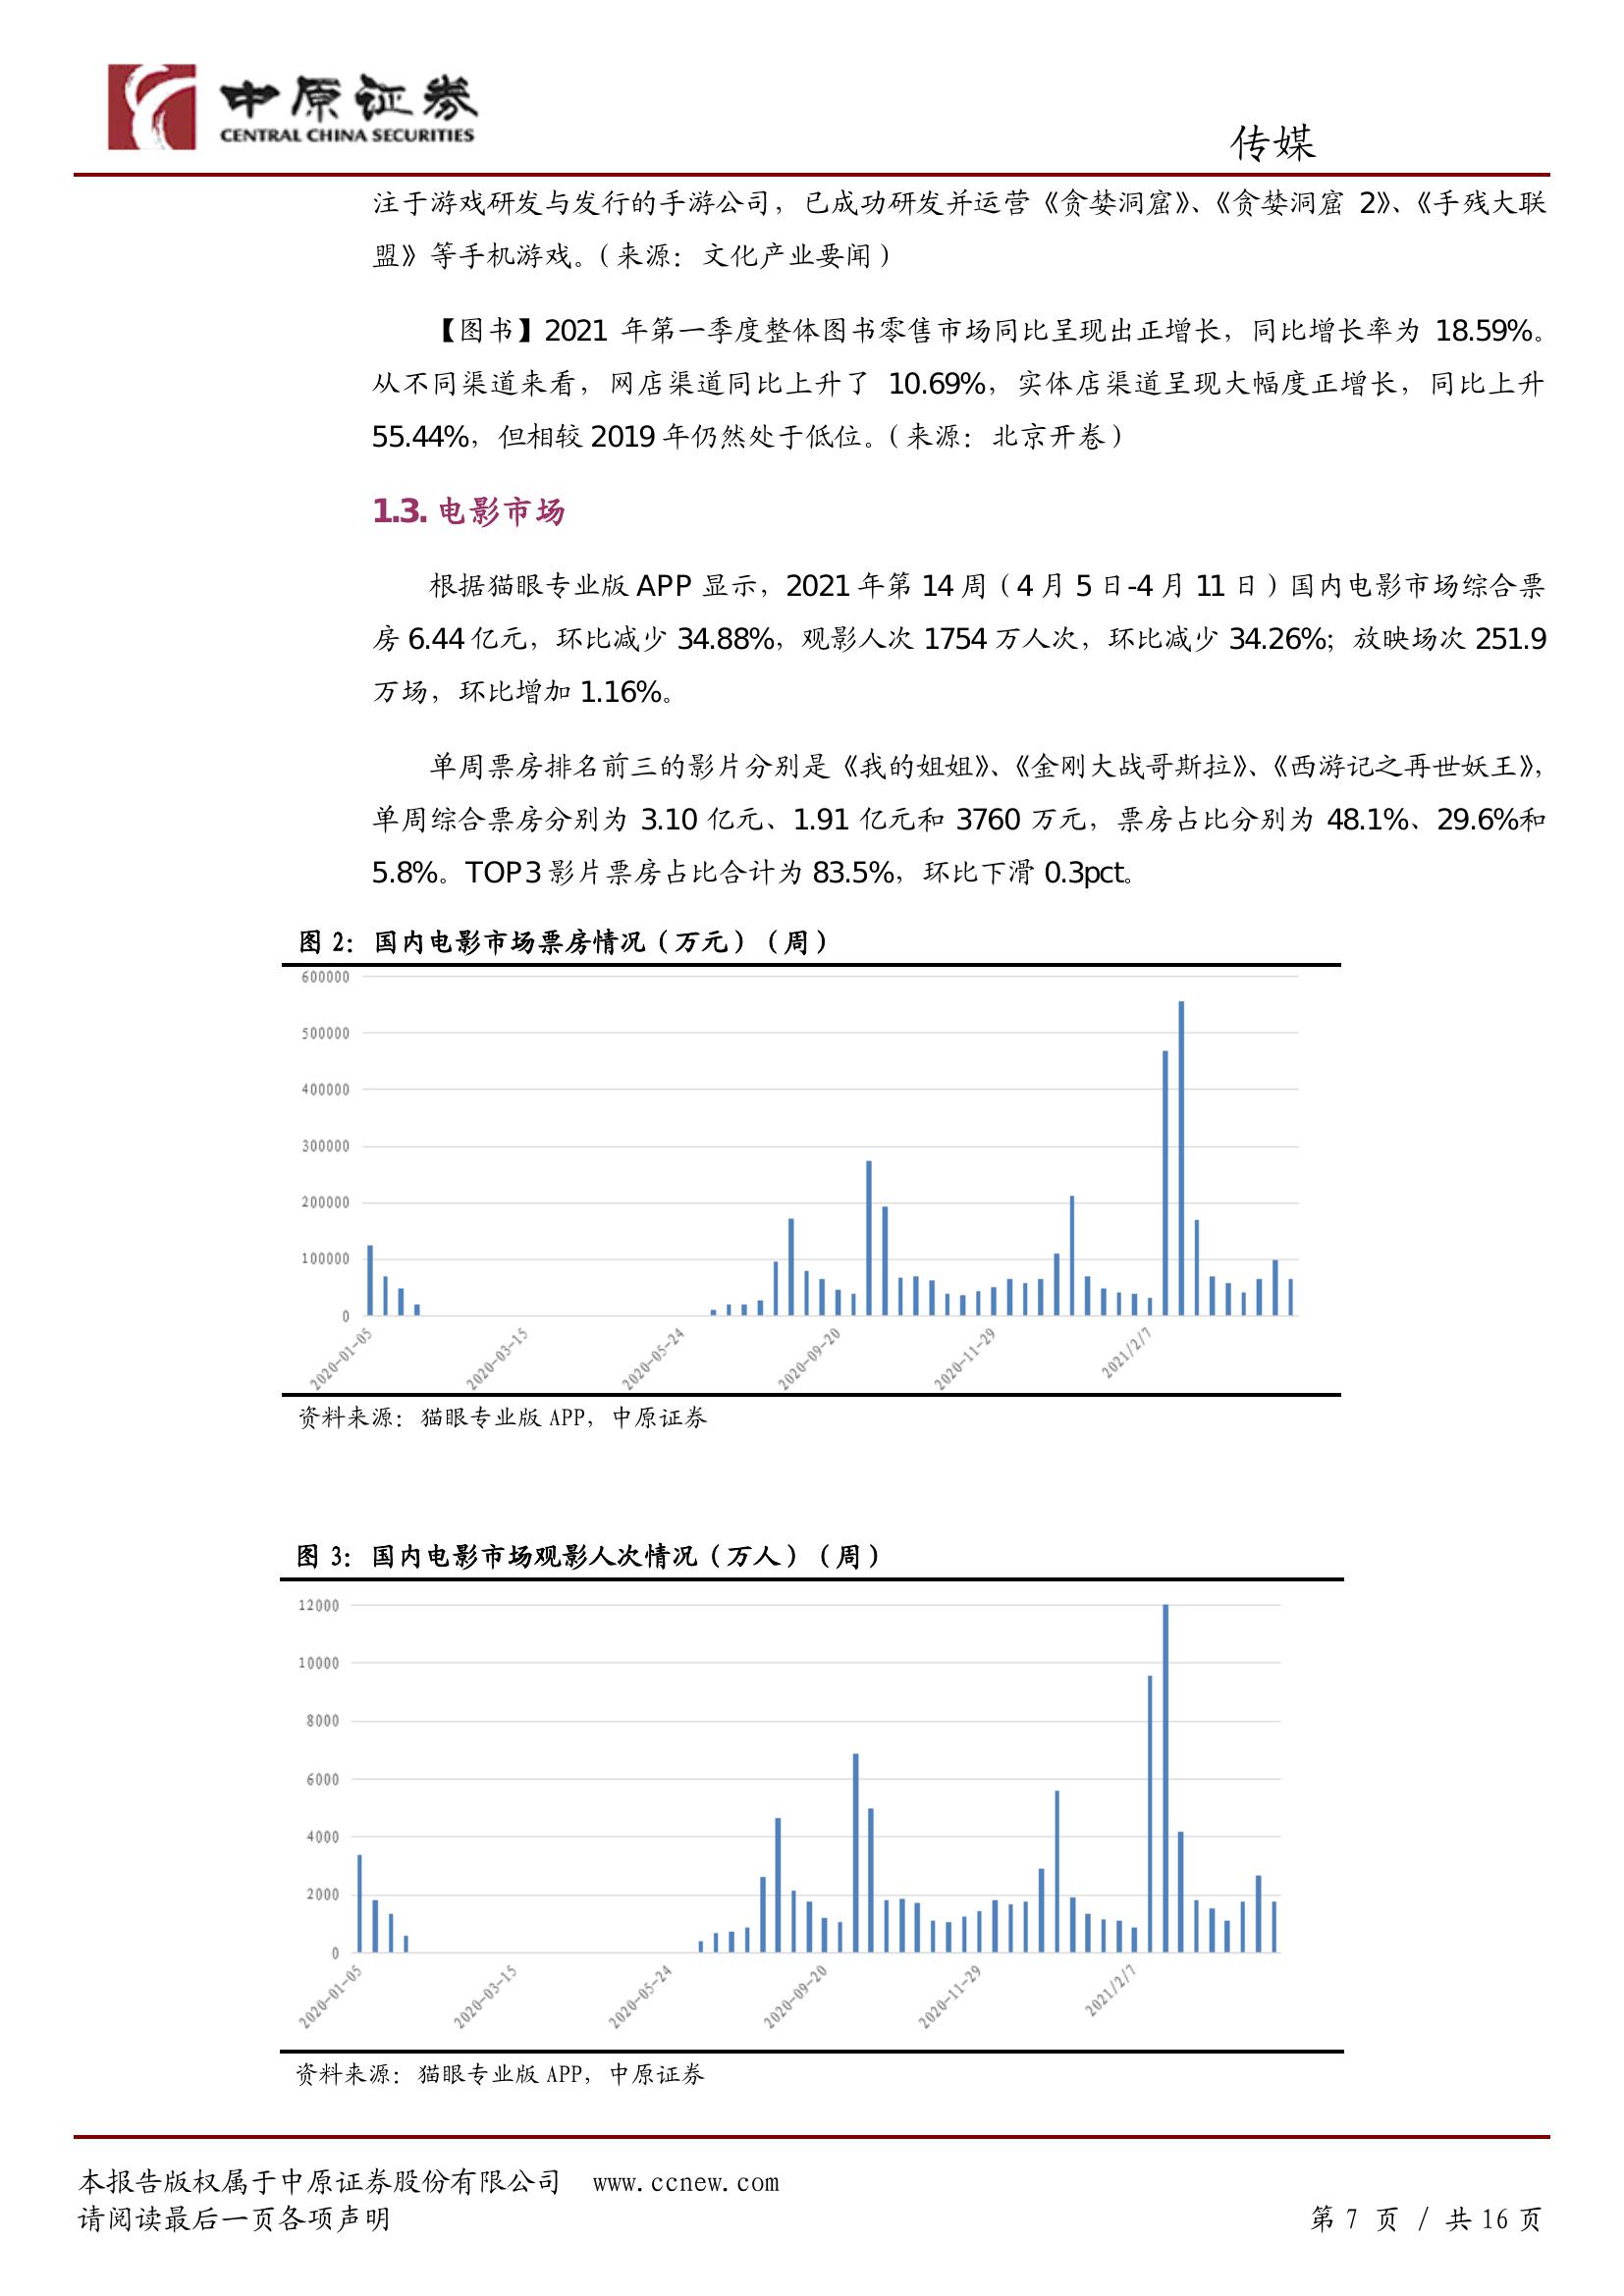 中原证券
CENTRAL CHINA SECURITIES
传媒
注于游戏研发与发行的手游公司，已成功研发并运营《贪婪洞窟》、《贪婪洞窟 2》、《手残大联
盟》等手机游戏。（来源：文化产业要闻）
【图书】2021 年第一季度整体图书零售市场同比呈现出正增长，同比增长率为 18.59%。
从不同渠道来看，网店渠道同比上升了 10.69%，实体店渠道呈现大幅度正增长，同比上升
55.44%，但相较 2019 年仍然处于低位。（来源：北京开卷）
1.3. 电影市场
根据猫眼专业版 APP 显示，2021 年第 14 周（4 月 5 日-4 月 11 日）国内电影市场综合票
房 6.44 亿元，环比减少 34.88%，观影人次 1754 万人次，环比减少 34.26%；放映场次 251.9
万场，环比增加 1.16%。
单周票房排名前三的影片分别是《我的姐姐》、《金刚大战哥斯拉》、《西游记之再世妖王》，
单周综合票房分别为 3.10 亿元、1.91 亿元和 3760 万元，票房占比分别为 48.1%、29.6%和
5.8%。TOP3 影片票房占比合计为 83.5%，环比下滑 0.3pct。
图 2：国内电影市场票房情况（万元）（周）
600000
500000
400000
300000
200000
100000
0
2020-01-05
2020-03-15
2020-05-24
2020-09-20
2020-11-29
2021/2/7
资料来源：猫眼专业版 APP，中原证券
图 3：国内电影市场观影人次情况（万人）（周）
12000
10000
8000
6000
4000
2000
0
2020-01-05
2020-03-15
2020-05-24
2020-09-20
2020-11-29
2021/2/7
资料来源：猫眼专业版 APP，中原证券
本报告版权属于中原证券股份有限公司 www.ccnew.com
请阅读最后一页各项声明
第 7 页 / 共 16 页